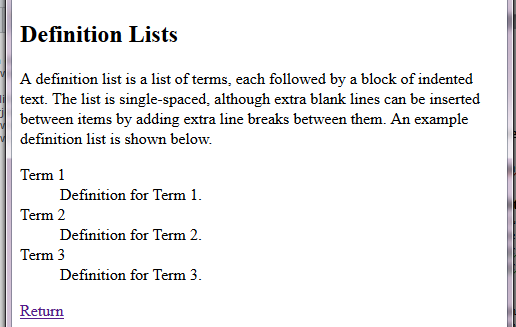 Definition Lists
A definition list is a list of terms, each followed by a block of indented
text. The list is single-spaced, although extra blank lines can be inserted
between items by adding extra line breaks between them. An example
definition list is shown below.
Term 1
Definition for Term 1.
Term 2
Definition for Term 2.
Term 3
Definition for Term 3.
Return